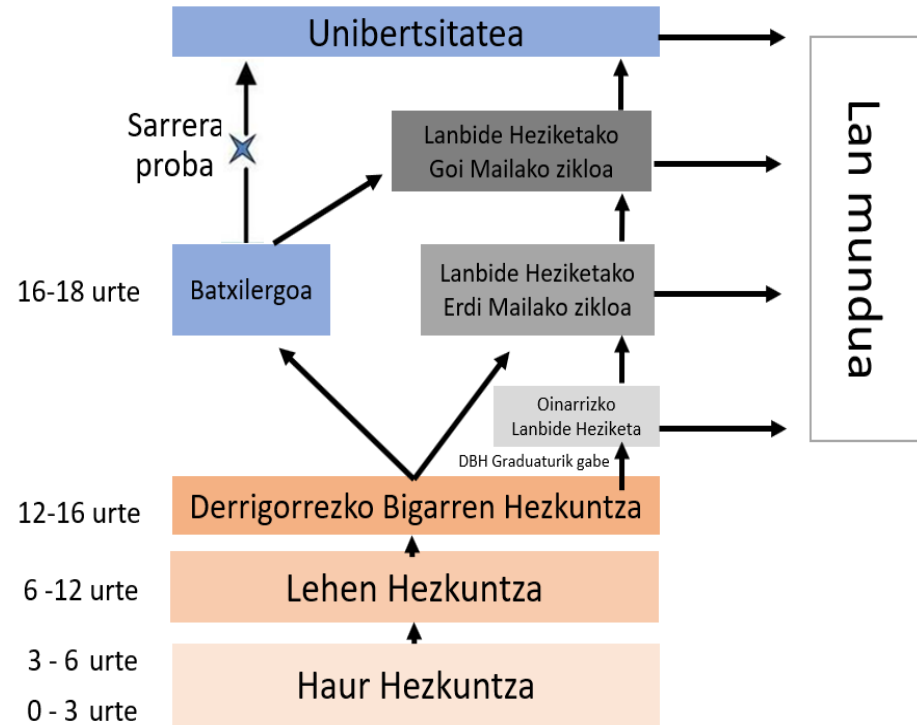 Unibertsitatea
Sarrera
proba
Lanbide Heziketako
Goi Mailako zikloa
Lan mundua
16-18 urte
Batxilergoa
Lanbide Heziketako
Erdi Mailako zikloa
Oinarrizko
Lanbide Heziketa
DBH Graduaturik gabe
12-16 urte
Derrigorrezko Bigarren Hezkuntza
6 -12 urte
Lehen Hezkuntza
3 - 6 urte
Haur Hezkuntza
0 - 3 urte